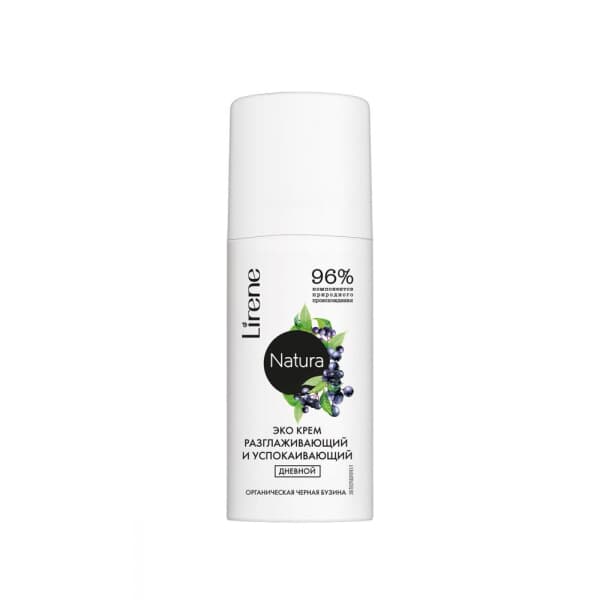 Lirene
96%
компонентов
природного
происхождения
Natura
ЭКО КРЕМ
РАЗГЛАЖИВАЮЩИЙ
И УСПОКАИВАЮЩИЙ
ДНЕВНОЙ
ОРГАНИЧЕСКАЯ ЧЕРНАЯ БУЗИНА